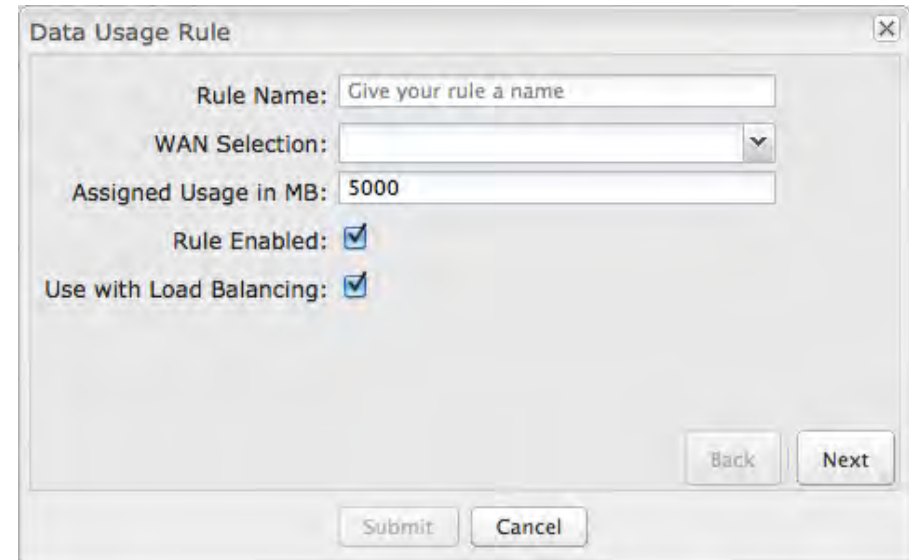 Data Usage Rule
Rule Name: Give your rule a name
WAN Selection:
Assigned Usage in MB: 5000
Rule Enabled:
Use with Load Balancing:
Back Next
Submit Cancel